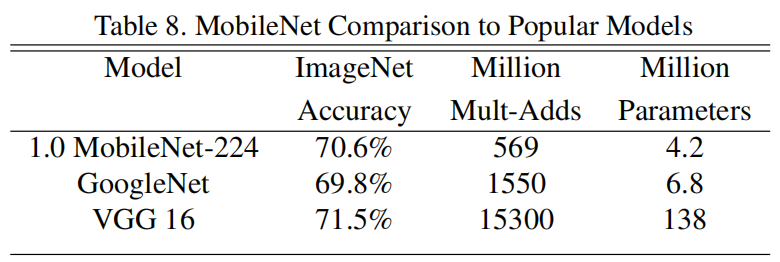 Table 8. MobileNet Comparison to Popular Models
Model ImageNet Million Million
Accuracy Mult-Adds Parameters
1.0 MobileNet-224 70.6% 569 4.2
GoogleNet 69.8% 1550 6.8
VGG 16 71.5% 15300 138